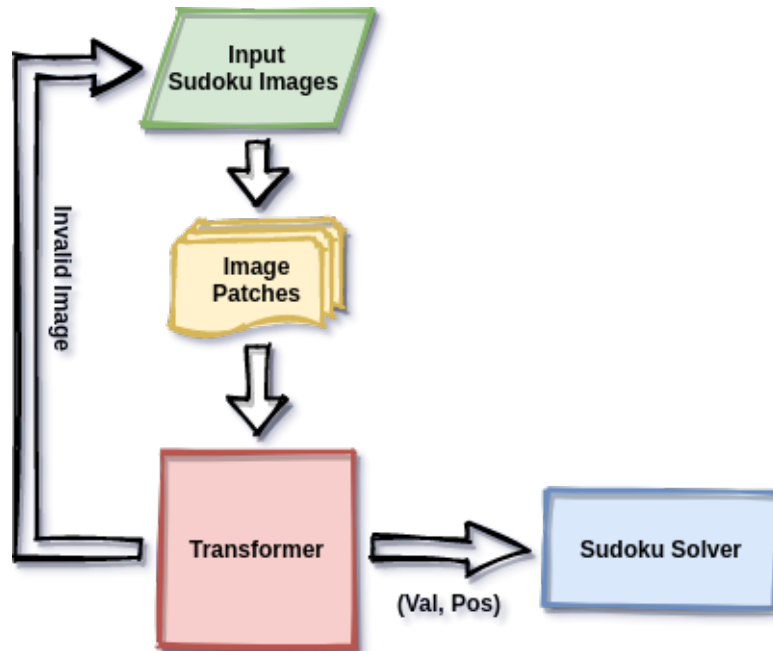 Input
Sudoku Images
Invalid Image
Image
Patches
Transformer
(Val, Pos)
Sudoku Solver